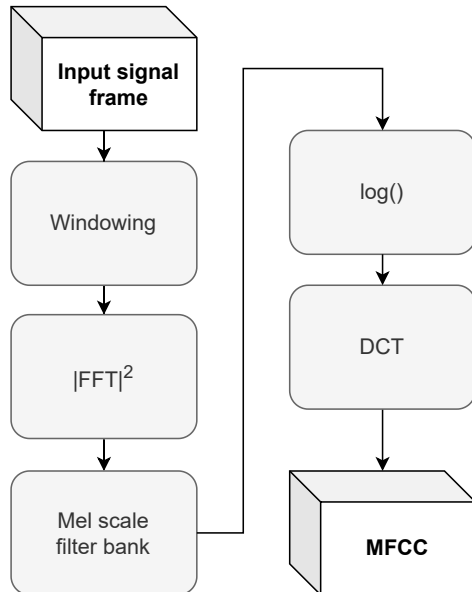 Input signal
frame
Windowing
|FFT|²
Mel scale
filter bank
log()
DCT
MFCC